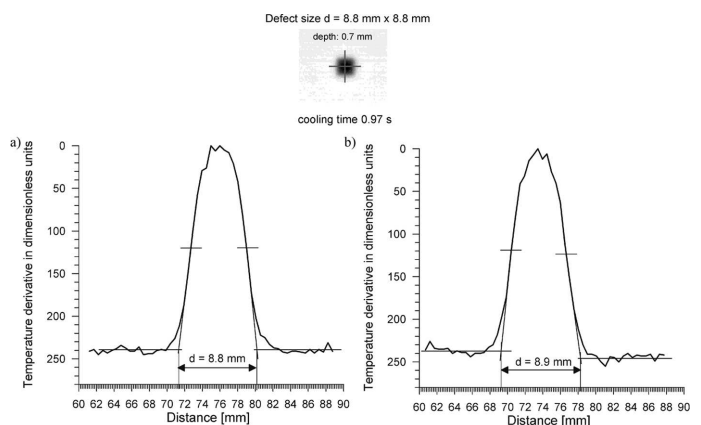 Defect size d = 8.8 mm x 8.8 mm
depth: 0.7 mm
cooling time 0.97 s
a)
Temperature derivative in dimensionless units
0
50
100
150
200
250
d = 8.8 mm
60 62 64 66 68 70 72 74 76 78 80 82 84 86 88 90
Distance [mm]
b)
Temperature derivative in dimensionless units
0
50
100
150
200
250
d = 8.9 mm
60 62 64 66 68 70 72 74 76 78 80 82 84 86 88 90
Distance [mm]